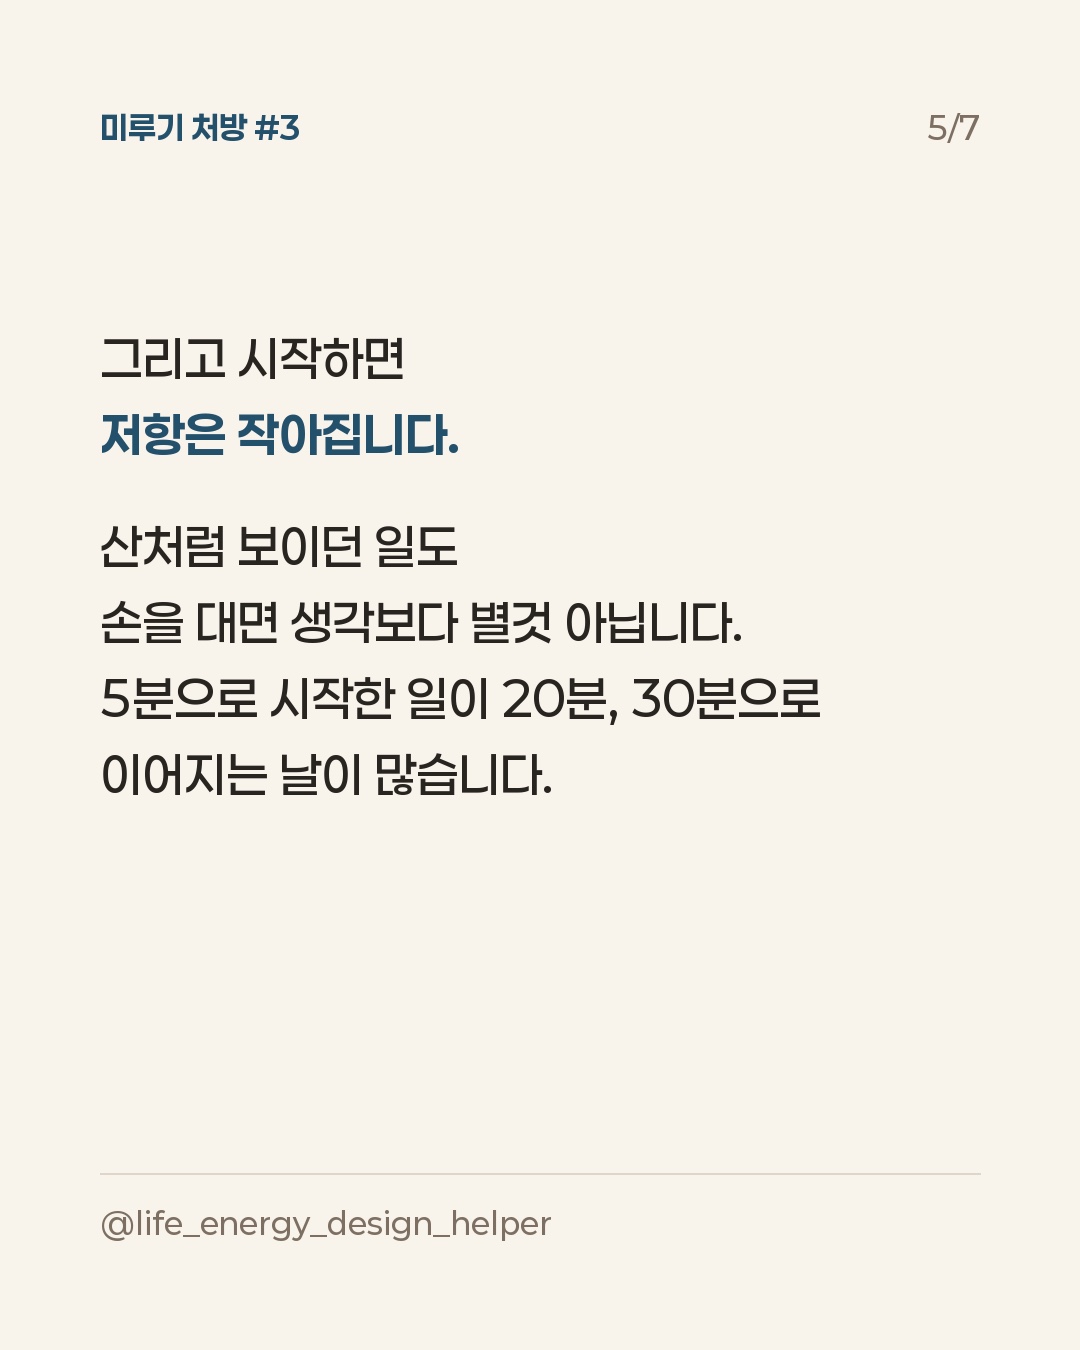 미루기 처방 #3
5/7
그리고 시작하면
저항은 작아집니다.
산처럼 보이던 일도
손을 대면 생각보다 별것 아닙니다.
5분으로 시작한 일이 20분, 30분으로
이어지는 날이 많습니다.
@life_energy_design_helper